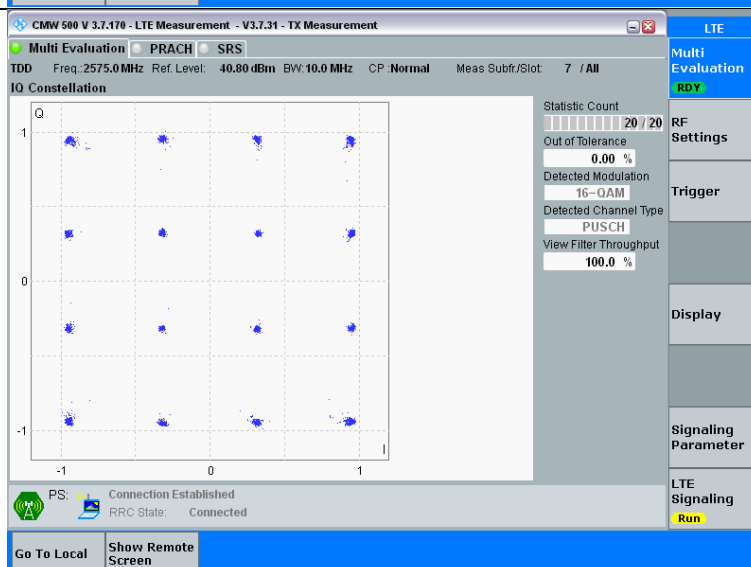 CMW 500 V 3.7.170 - LTE Measurement - V3.7.31 - TX Measurement
LTE
Multi Evaluation PRACH SRS
Multi Evaluation
RDY
TDD Freq.:2575.0 MHz Ref. Level: 40.80 dBm BW:10.0 MHz CP :Normal Meas Subfr./Slot: 7 / All
IQ Constellation
Q
1
0
-1
-1 0 1
I
Statistic Count
20 / 20
Out of Tolerance
0.00 %
Detected Modulation
16-QAM
Detected Channel Type
PUSCH
View Filter Throughput
100.0 %
RF
Settings
Trigger
Display
Signaling
Parameter
LTE
Signaling
Run
PS: Connection Established
RRC State: Connected
Go To Local
Show Remote
Screen